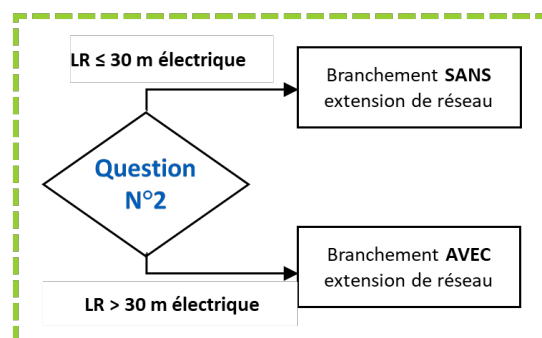 LR ≤ 30 m électrique
Branchement SANS
extension de réseau
Question
N°2
Branchement AVEC
extension de réseau
LR > 30 m électrique